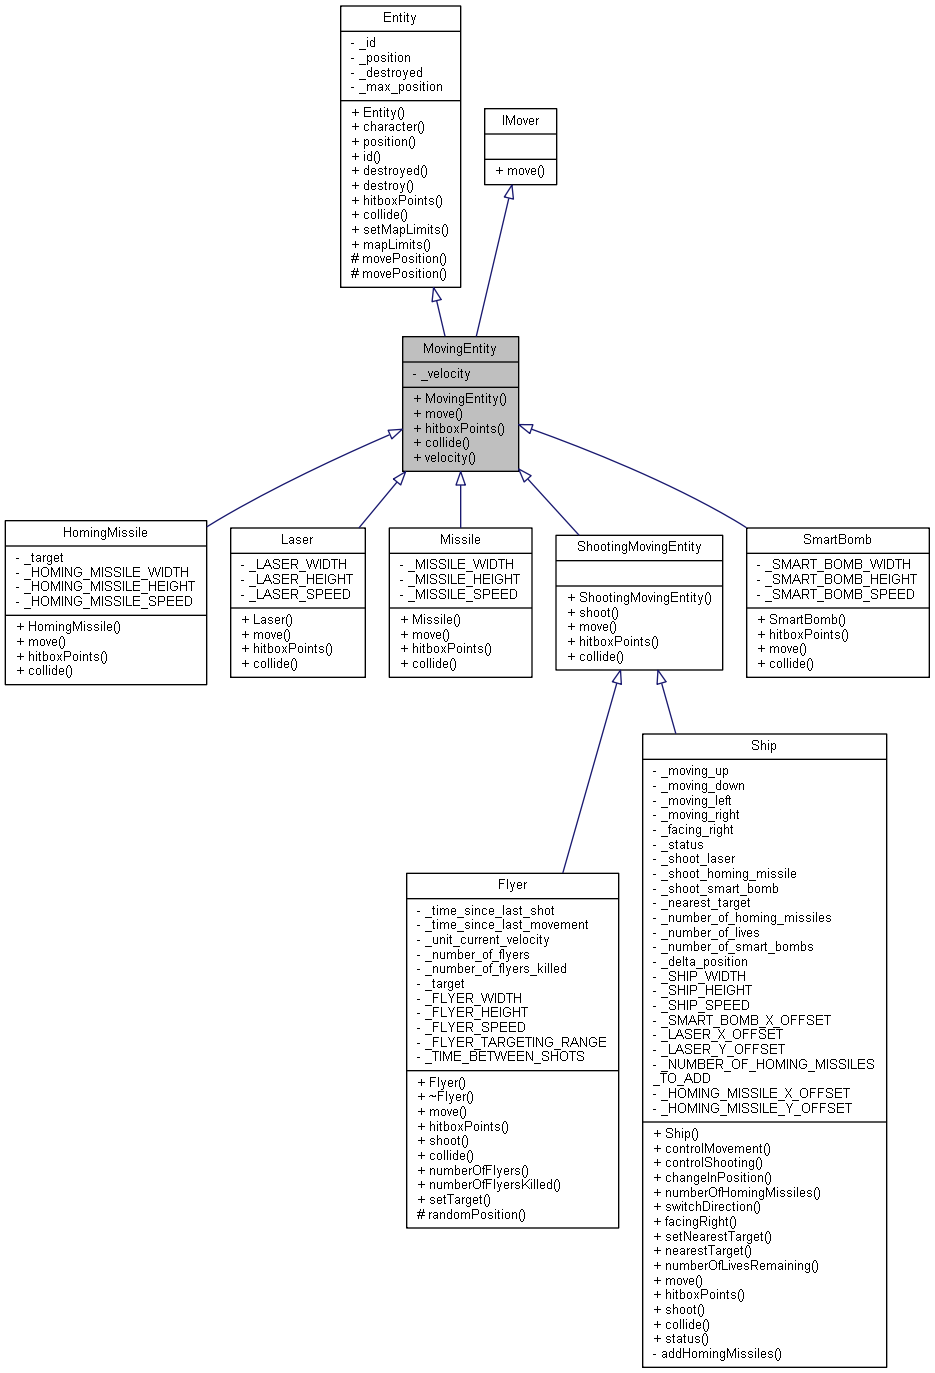 Entity
- _id
- _position
- _destroyed
- _max_position
+ Entity()
+ character()
+ position()
+ id()
+ destroyed()
+ destroy()
+ hitboxPoints()
+ collide()
+ setMapLimits()
+ mapLimits()
# movePosition()
# movePosition()
IMover
+ move()
MovingEntity
- _velocity
+ MovingEntity()
+ move()
+ hitboxPoints()
+ collide()
+ velocity()
HomingMissile
- _target
- _HOMING_MISSILE_WIDTH
- _HOMING_MISSILE_HEIGHT
- _HOMING_MISSILE_SPEED
+ HomingMissile()
+ move()
+ hitboxPoints()
+ collide()
Laser
- _LASER_WIDTH
- _LASER_HEIGHT
- _LASER_SPEED
+ Laser()
+ move()
+ hitboxPoints()
+ collide()
Missile
- _MISSILE_WIDTH
- _MISSILE_HEIGHT
- _MISSILE_SPEED
+ Missile()
+ move()
+ hitboxPoints()
+ collide()
ShootingMovingEntity
+ ShootingMovingEntity()
+ shoot()
+ move()
+ hitboxPoints()
+ collide()
SmartBomb
- _SMART_BOMB_WIDTH
- _SMART_BOMB_HEIGHT
- _SMART_BOMB_SPEED
+ SmartBomb()
+ hitboxPoints()
+ move()
+ collide()
Flyer
- _time_since_last_shot
- _time_since_last_movement
- _unit_current_velocity
- _number_of_flyers
- _number_of_flyers_killed
- _target
- _FLYER_WIDTH
- _FLYER_HEIGHT
- _FLYER_SPEED
- _FLYER_TARGETING_RANGE
- _TIME_BETWEEN_SHOTS
+ Flyer()
+ ~Flyer()
+ move()
+ hitboxPoints()
+ shoot()
+ collide()
+ numberOfFlyers()
+ numberOfFlyersKilled()
+ setTarget()
# randomPosition()
Ship
- _moving_up
- _moving_down
- _moving_left
- _moving_right
- _facing_right
- _status
- _shoot_laser
- _shoot_homing_missile
- _shoot_smart_bomb
- _nearest_target
- _number_of_homing_missiles
- _number_of_lives
- _number_of_smart_bombs
- _delta_position
- _SHIP_WIDTH
- _SHIP_HEIGHT
- _SHIP_SPEED
- _SMART_BOMB_X_OFFSET
- _LASER_X_OFFSET
- _LASER_Y_OFFSET
- _NUMBER_OF_HOMING_MISSILES
_TO_ADD
- _HOMING_MISSILE_X_OFFSET
- _HOMING_MISSILE_Y_OFFSET
+ Ship()
+ controlMovement()
+ controlShooting()
+ changeInPosition()
+ numberOfHomingMissiles()
+ switchDirection()
+ facingRight()
+ setNearestTarget()
+ nearestTarget()
+ numberOfLivesRemaining()
+ move()
+ hitboxPoints()
+ shoot()
+ collide()
+ status()
- addHomingMissiles()